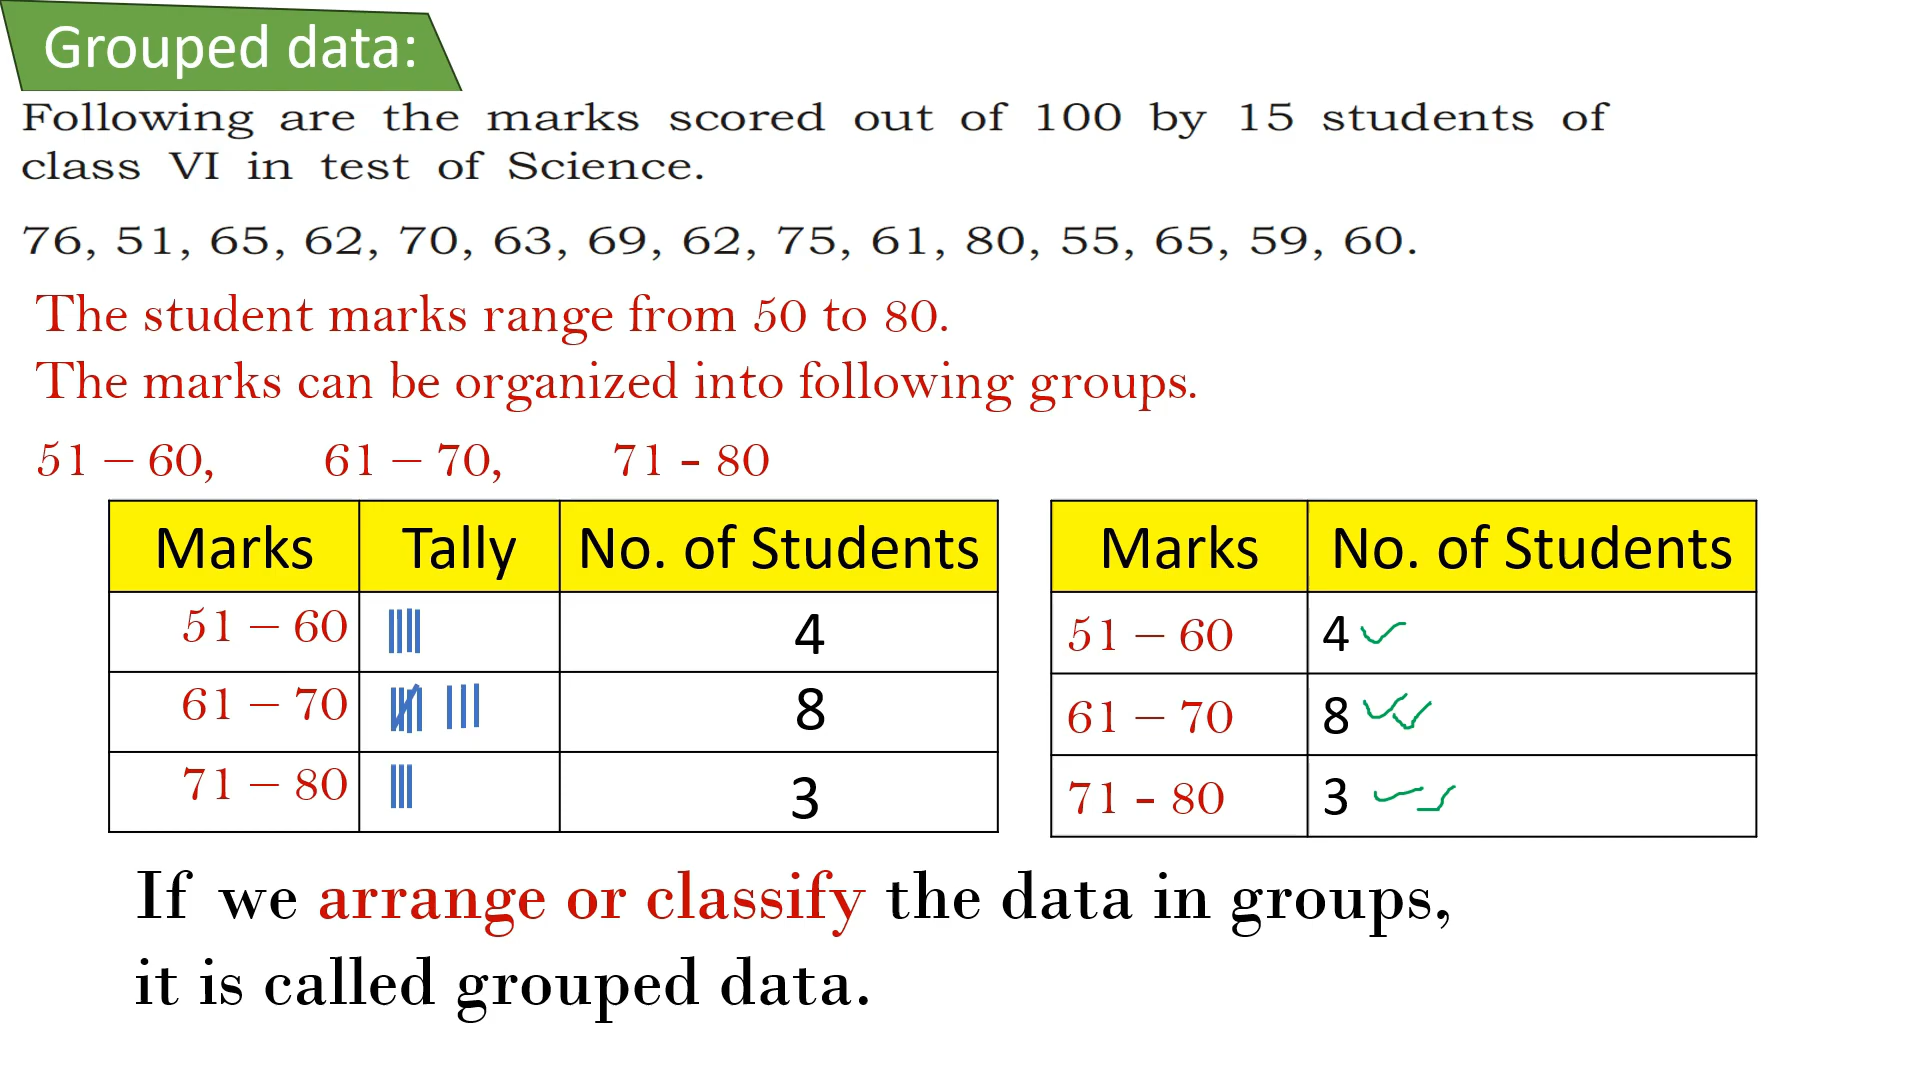 Grouped data:
Following are the marks scored out of 100 by 15 students of
class VI in test of Science.
76, 51, 65, 62, 70, 63, 69, 62, 75, 61, 80, 55, 65, 59, 60.
The student marks range from 50 to 80.
The marks can be organized into following groups.
51 – 60, 61 – 70, 71 - 80
Marks Tally No. of Students
51 – 60 4
61 – 70 8
71 – 80 3
Marks No. of Students
51 – 60 4
61 – 70 8
71 - 80 3
If we arrange or classify the data in groups,
it is called grouped data.